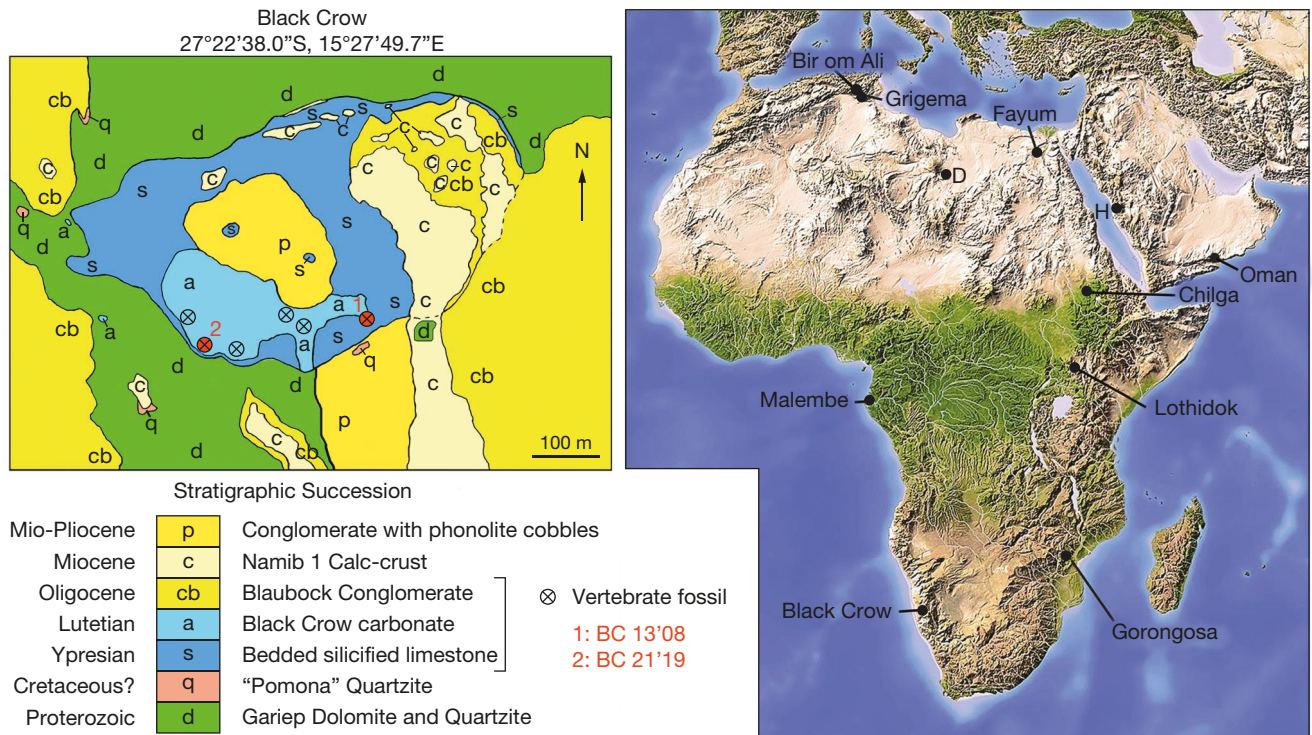 Black Crow
27°22’38.0”S, 15°27’49.7”E
d
d
s
s
s
cb
q
d
c
c
c
c
cb
d
N
c
d
c
c
c
cb
c
cb
c
s
s
q
a
d
s
s
p
s
c
a
a
1
s
c
cb
cb
a
2
a
s
d
q
d
d
c
cb
c
q
p
c
cb
d
cb
100 m
Stratigraphic Succession
Mio-Pliocene p Conglomerate with phonolite cobbles
Miocene c Namib 1 Calc-crust
Oligocene cb Blaubock Conglomerate
Lutetian a Black Crow carbonate
Ypresian s Bedded silicified limestone
Cretaceous? q “Pomona” Quartzite
Proterozoic d Gariep Dolomite and Quartzite
Vertebrate fossil
1: BC 13’08
2: BC 21’19
Bir om Ali
Grigema
Fayum
D
H
Oman
Chilga
Malembe
Lothidok
Black Crow
Gorongosa